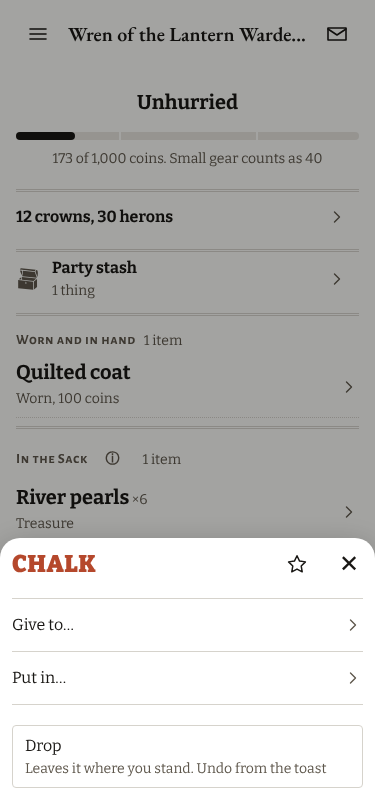 Wren of the Lantern Warde...
Unhurried
173 of 1,000 coins. Small gear counts as 40
12 crowns, 30 herons
Party stash
1 thing
WORN AND IN HAND 1 item
Quilted coat
Worn, 100 coins
IN THE SACK 1 item
River pearls ×6
Treasure
CHALK
Give to...
Put in...
Drop
Leaves it where you stand. Undo from the toast